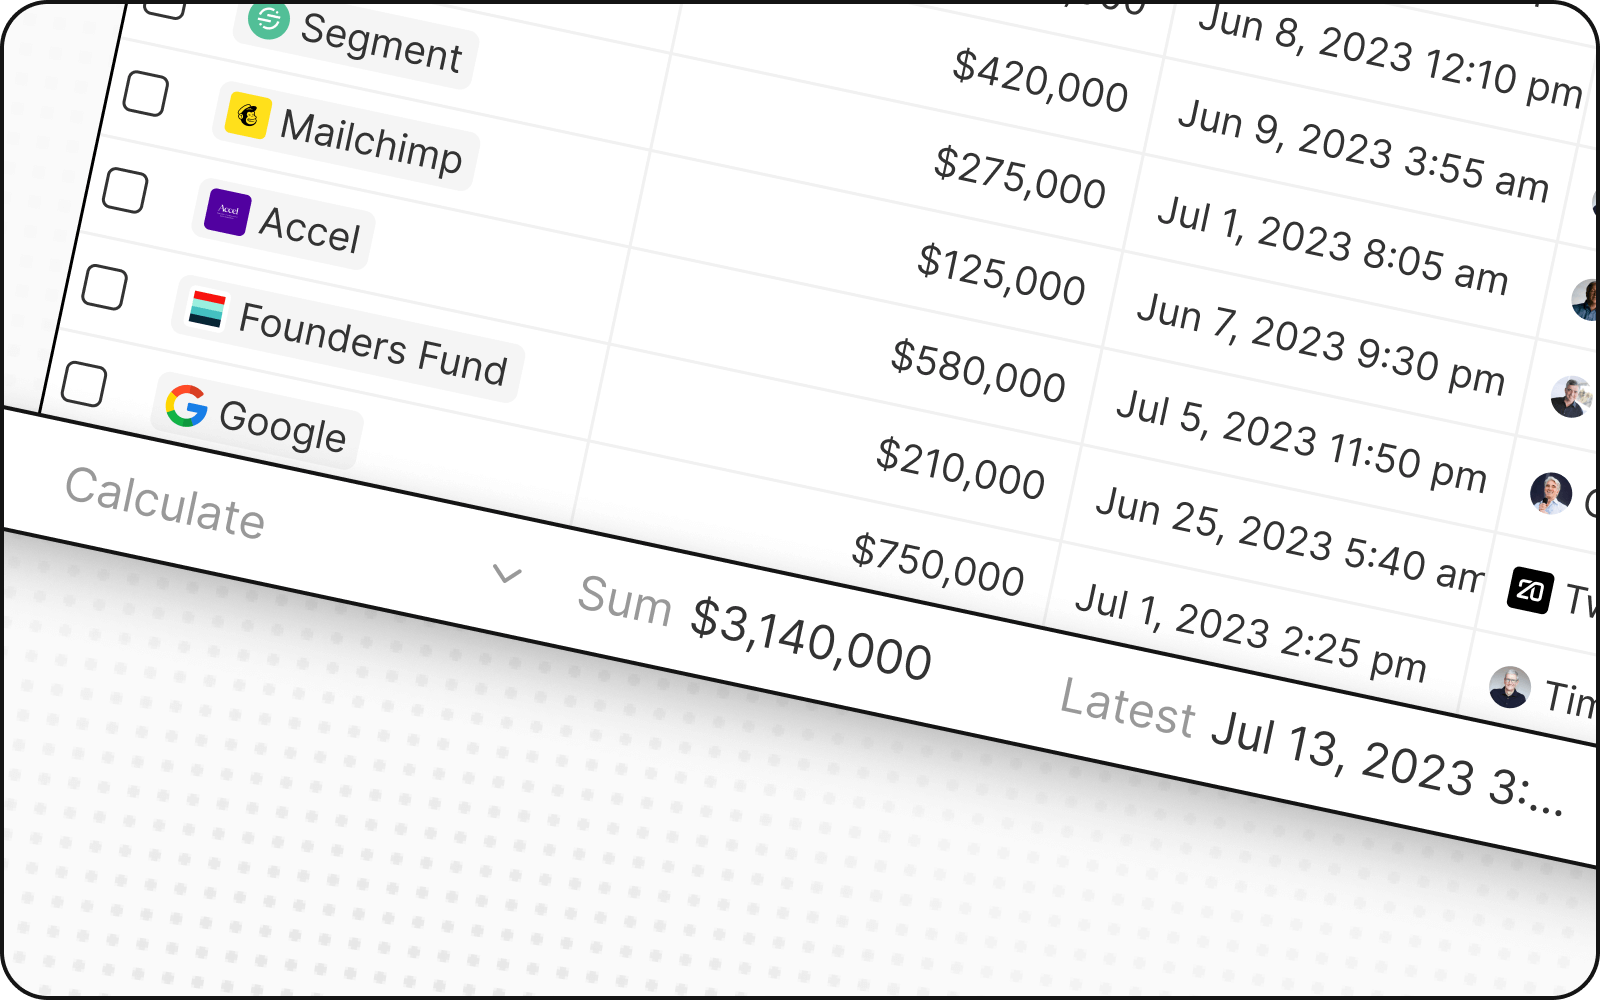 Jun 8, 2023 12:10 pm
$420,000 Jun 9, 2023 3:55 am
Segment $275,000 Jul 1, 2023 8:05 am
Mailchimp $125,000 Jun 7, 2023 9:30 pm
Accel Accel $580,000 Jul 5, 2023 11:50 pm
Founders Fund $210,000 Jun 25, 2023 5:40 am Tw
Google $750,000 Jul 1, 2023 2:25 pm Tim
Calculate Sum $3,140,000 Latest Jul 13, 2023 3:...